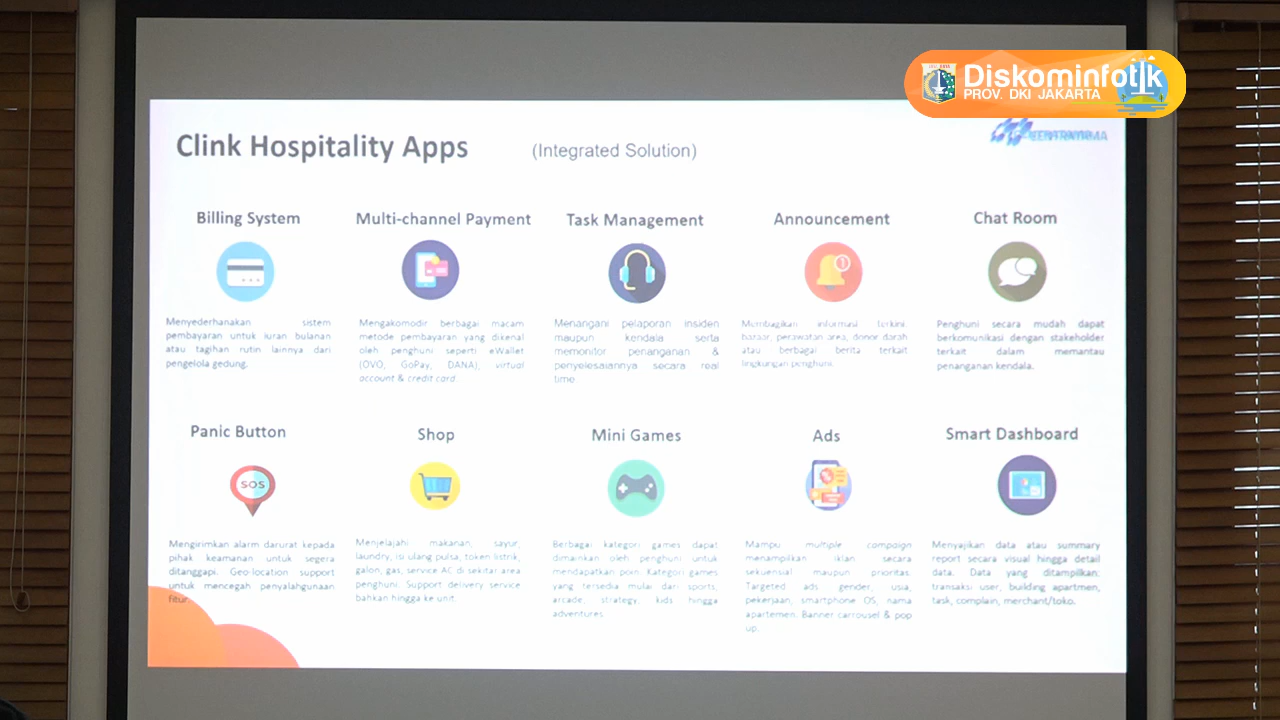 Diskominfotik
PROV. DKI JAKARTA
Clink Hospitality Apps
(Integrated Solution)
Billing System
Menyederhanakan sistem
pembayaran untuk iuran bulanan
atau tagihan rutin lainnya dari
pengelola gedung.
Multi-channel Payment
Mengakomodir berbagai macam
metode pembayaran yang dikenal
oleh penghuni seperti eWallet
(OVO, GoPay, DANA), virtual
account & credit card..
Task Management
Menangani pelaporan insiden
maupun kendala serta
memonitor penanganan &
penyelesaiannya secara real
time
Announcement
1
Membagikan informasi terkini,
bazaar, perawatan area, donor darah
atau berbagai berita terkait
lingkungan penghuni.
Chat Room
Penghuni secara mudah dapat
berkomunikasi dengan stakeholder
terkait dalam memantau
penanganan kendala.
Panic Button
SOS
Mengirimkan alarm darurat kepada
pihak keamanan untuk segera
ditanggapi. Geo-location support
untuk mencegah penyalahgunaan
fitur.
Shop
Menjelajahi makanan, sayur,
laundry, isi ulang pulsa, token listrik,
galon, gas, service AC di sekitar area
penghuni. Support delivery service
bahkan hingga ke unit.
Mini Games
Berbagai kategori games dapat
dimainkan oleh penghuni untuk
mendapatkan poin. Kategori games
yang tersedia mulai dari sports,
arcade, strategy, kids hingga
adventures.
Ads
Mampu multiple campaign
menampilkan iklan secara
sekuensial maupun prioritas.
Targeted ads gender, usia,
pekerjaan, smartphone OS, nama
apartemen. Banner carrousel & pop
up.
Smart Dashboard
Menyajikan data atau summary
report secara visual hingga detail
data. Data yang ditampilkan:
transaksi user, building apartmen,
task, complain, merchant/toko.